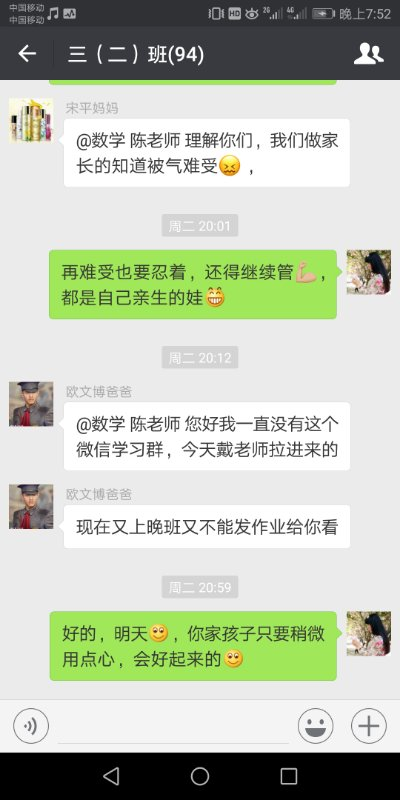 中国移动
中国移动
HD
2G
4G
晚上7:52
三（二）班(94)
宋平妈妈
@数学 陈老师 理解你们，我们做家
长的知道被气难受😖，
周二 20:01
再难受也要忍着，还得继续管💪，
都是自己亲生的娃😁
周二 20:12
欧文博爸爸
@数学 陈老师 您好我一直没有这个
微信学习群，今天戴老师拉进来的
欧文博爸爸
现在又上晚班又不能发作业给你看
周二 20:59
好的，明天🙂，你家孩子只要稍微
用点心，会好起来的🙂